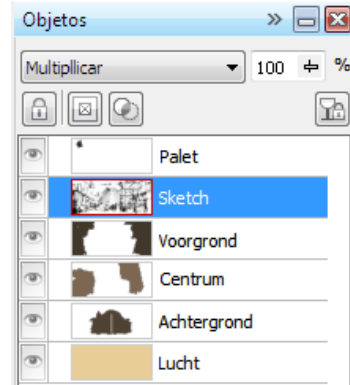 Objetos
Multipllicar 100 %
Palet
Sketch
Voorgrond
Centrum
Achtergrond
Lucht